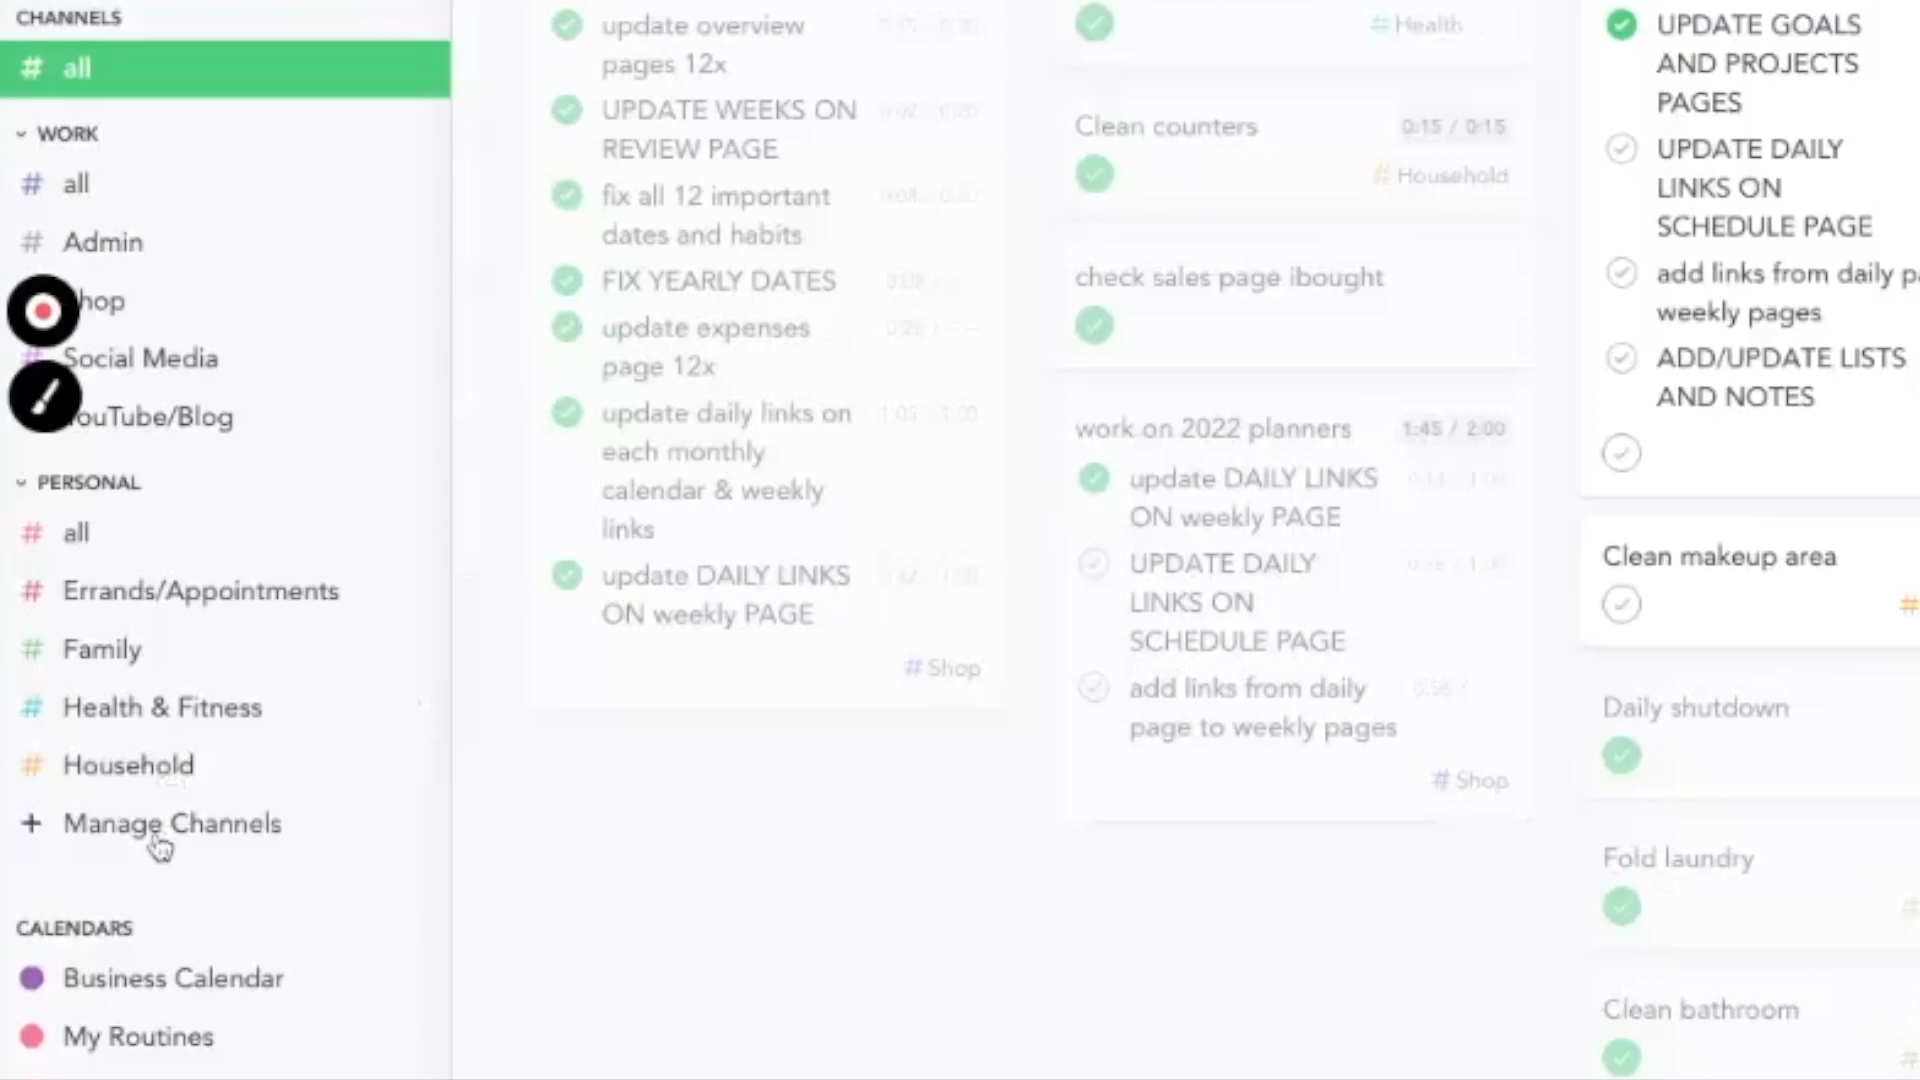 CHANNELS
# all
WORK
# all
# Admin
hop
# Social Media
ouTube/Blog
PERSONAL
# all
# Errands/Appointments
# Family
# Health & Fitness
# Household
+ Manage Channels
CALENDARS
Business Calendar
My Routines
update overview
pages 12x
UPDATE WEEKS ON
REVIEW PAGE
fix all 12 important
dates and habits
FIX YEARLY DATES
update expenses
page 12x
update daily links on
each monthly
calendar & weekly
links
update DAILY LINKS
ON weekly PAGE
# Shop
# Health
Clean counters 0:15 / 0:15
# Household
check sales page ibought
work on 2022 planners 1:45 / 2:00
update DAILY LINKS
ON weekly PAGE
UPDATE DAILY
LINKS ON
SCHEDULE PAGE
add links from daily
page to weekly pages
# Shop
UPDATE GOALS
AND PROJECTS
PAGES
UPDATE DAILY
LINKS ON
SCHEDULE PAGE
add links from daily pa
weekly pages
ADD/UPDATE LISTS
AND NOTES
Clean makeup area
#
Daily shutdown
Fold laundry
#
Clean bathroom
#